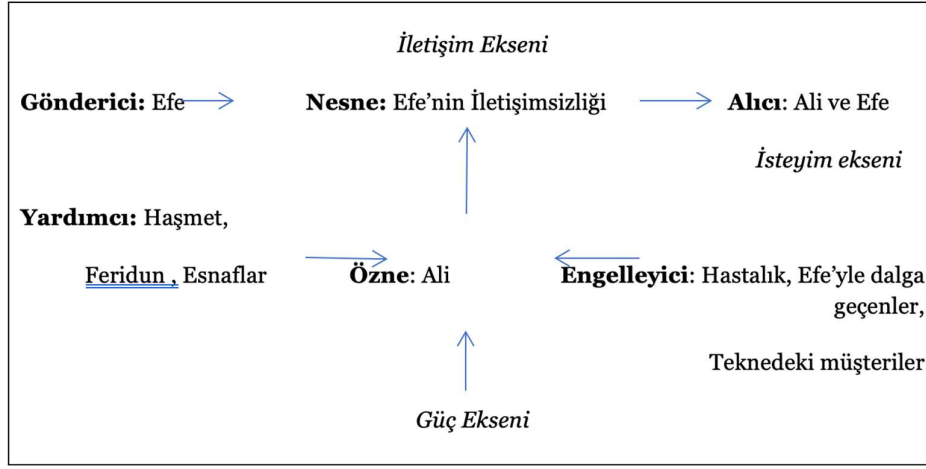 İletişim Ekseni
Gönderici: Efe
Nesne: Efe’nin İletişimsizliği
Alıcı: Ali ve Efe
İsteyim ekseni
Yardımcı: Haşmet,
Feridun , Esnaflar
Özne: Ali
Engelleyici: Hastalık, Efe’yle dalga
geçenler,
Teknedeki müşteriler
Güç Ekseni